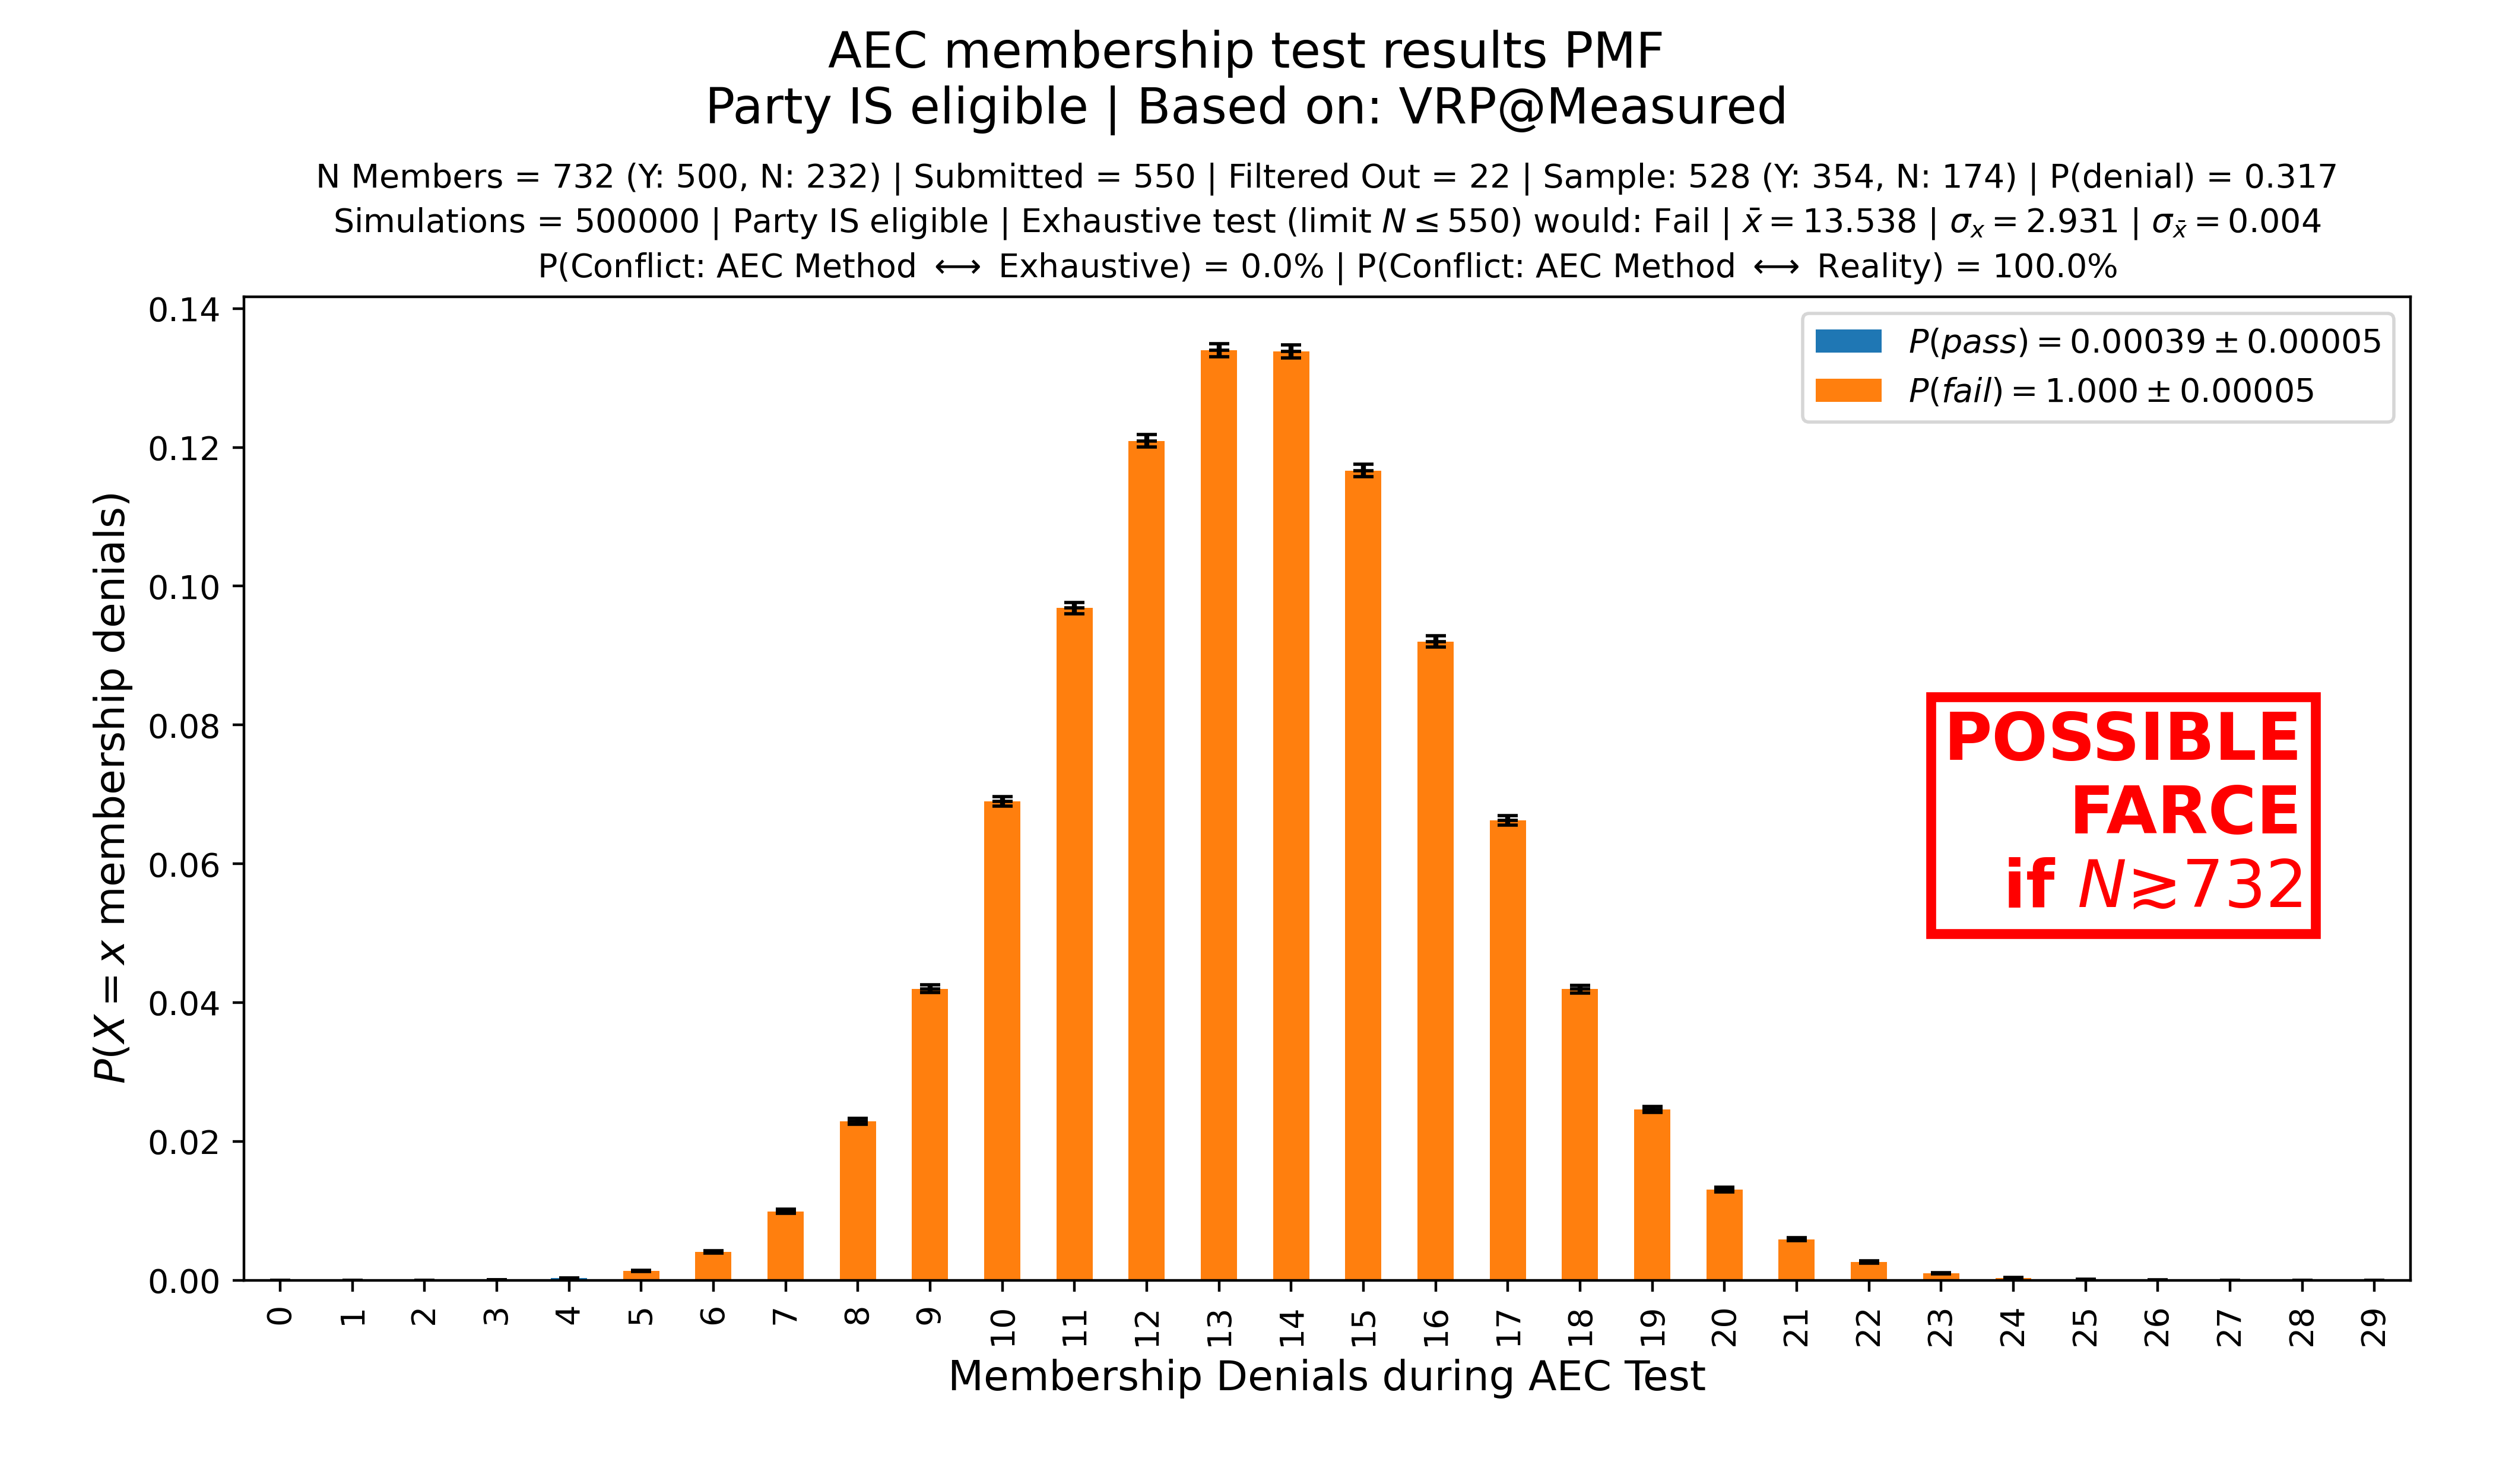 AEC membership test results PMF
Party IS eligible | Based on: VRP@Measured
N Members = 732 (Y: 500, N: 232) | Submitted = 550 | Filtered Out = 22 | Sample: 528 (Y: 354, N: 174) | P(denial) = 0.317
Simulations = 500000 | Party IS eligible | Exhaustive test (limit N ≤ 550) would: Fail | x̄ = 13.538 | σₓ = 2.931 | σ_x̄ = 0.004
P(Conflict: AEC Method ⟷ Exhaustive) = 0.0% | P(Conflict: AEC Method ⟷ Reality) = 100.0%
P(pass) = 0.00039 ± 0.00005
P(fail) = 1.000 ± 0.00005
POSSIBLE
FARCE
if N⪆732
P(X = x membership denials)
0.14
0.12
0.10
0.08
0.06
0.04
0.02
0.00
0 1 2 3 4 5 6 7 8 9 10 11 12 13 14 15 16 17 18 19 20 21 22 23 24 25 26 27 28 29
Membership Denials during AEC Test